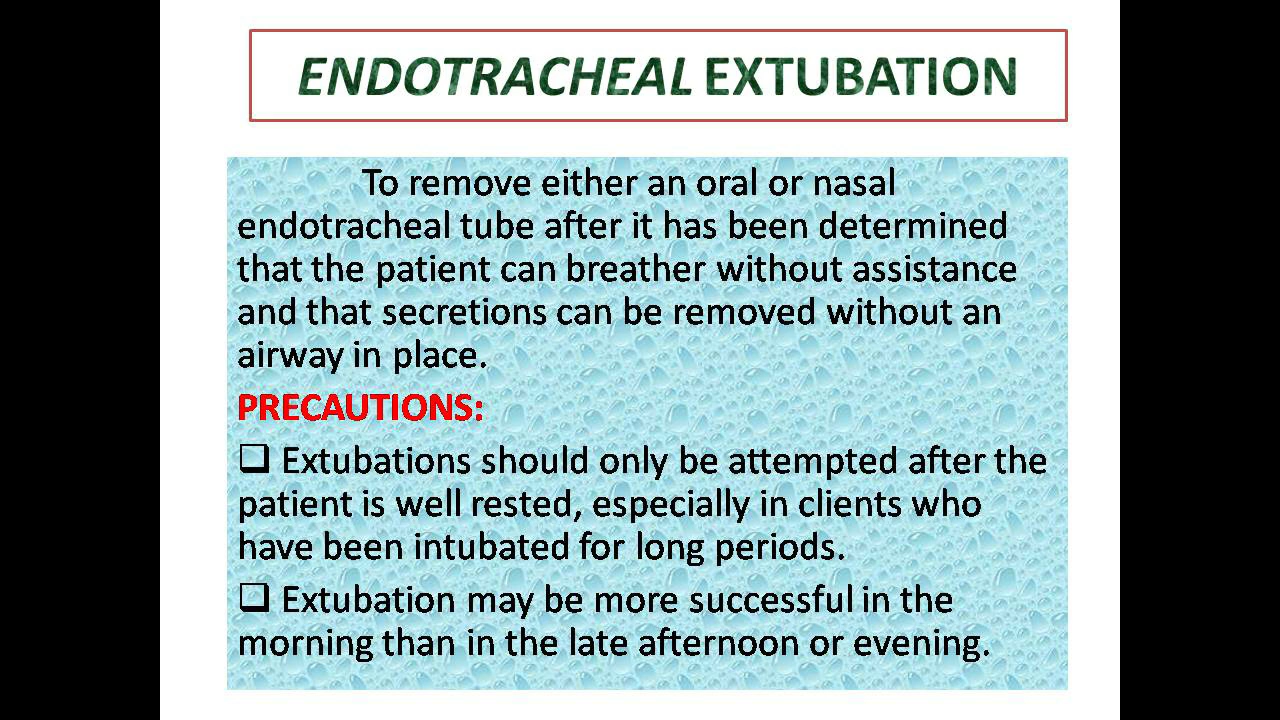 ENDOTRACHEAL EXTUBATION
To remove either an oral or nasal
endotracheal tube after it has been determined
that the patient can breather without assistance
and that secretions can be removed without an
airway in place.
PRECAUTIONS:
❑ Extubations should only be attempted after the
patient is well rested, especially in clients who
have been intubated for long periods.
❑ Extubation may be more successful in the
morning than in the late afternoon or evening.